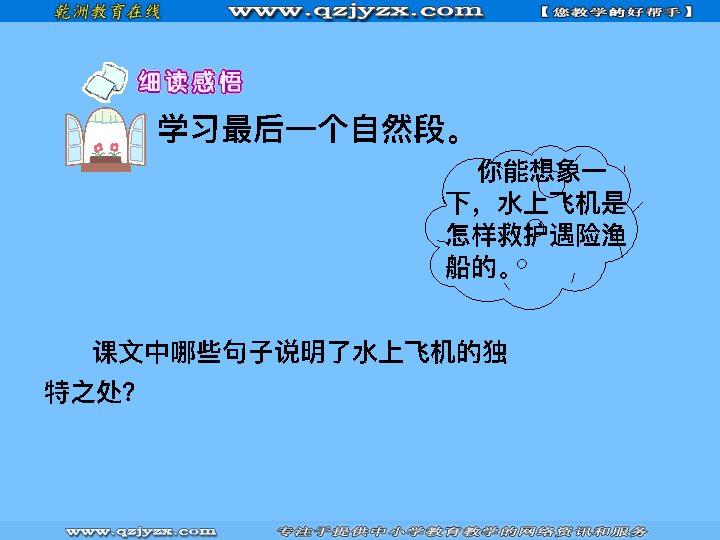 乾洲教育在线 www.qzjyzx.com 【您教学的好帮手】
细读感悟
学习最后一个自然段。
你能想象一
下，水上飞机是
怎样救护遇险渔
船的。
课文中哪些句子说明了水上飞机的独
特之处?
www.qzjyzx.com 专注于提供中小学教育教学的网络资讯和服务